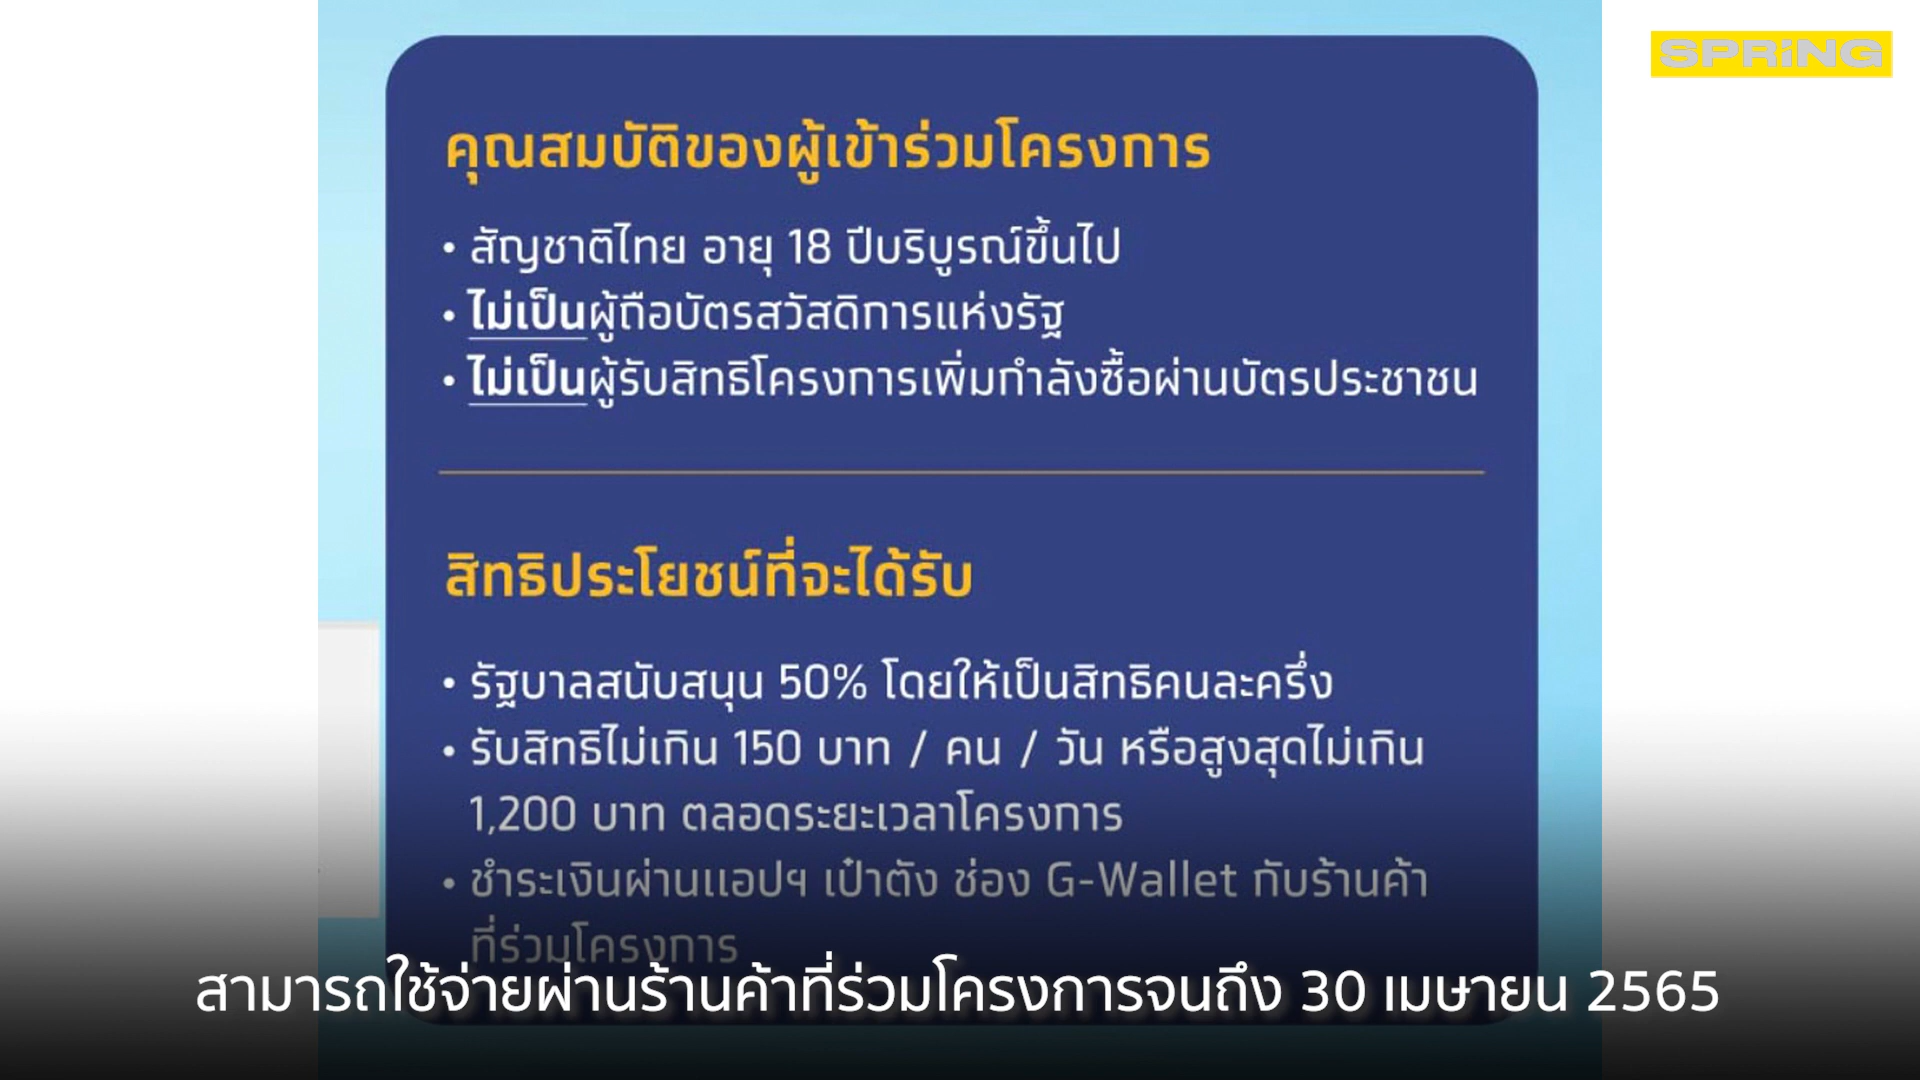 SPRiNG
คุณสมบัติของผู้เข้าร่วมโครงการ
• สัญชาติไทย อายุ 18 ปีบริบูรณ์ขึ้นไป
• ไม่เป็นผู้ถือบัตรสวัสดิการแห่งรัฐ
• ไม่เป็นผู้รับสิทธิโครงการเพิ่มกำลังซื้อผ่านบัตรประชาชน
สิทธิประโยชน์ที่จะได้รับ
• รัฐบาลสนับสนุน 50% โดยให้เป็นสิทธิคนละครึ่ง
• รับสิทธิไม่เกิน 150 บาท / คน / วัน หรือสูงสุดไม่เกิน
1,200 บาท ตลอดระยะเวลาโครงการ
• ชำระเงินผ่านแอปฯ เป๋าตัง ช่อง G-Wallet กับร้านค้า
ที่ร่วมโครงการ
สามารถใช้จ่ายผ่านร้านค้าที่ร่วมโครงการจนถึง 30 เมษายน 2565